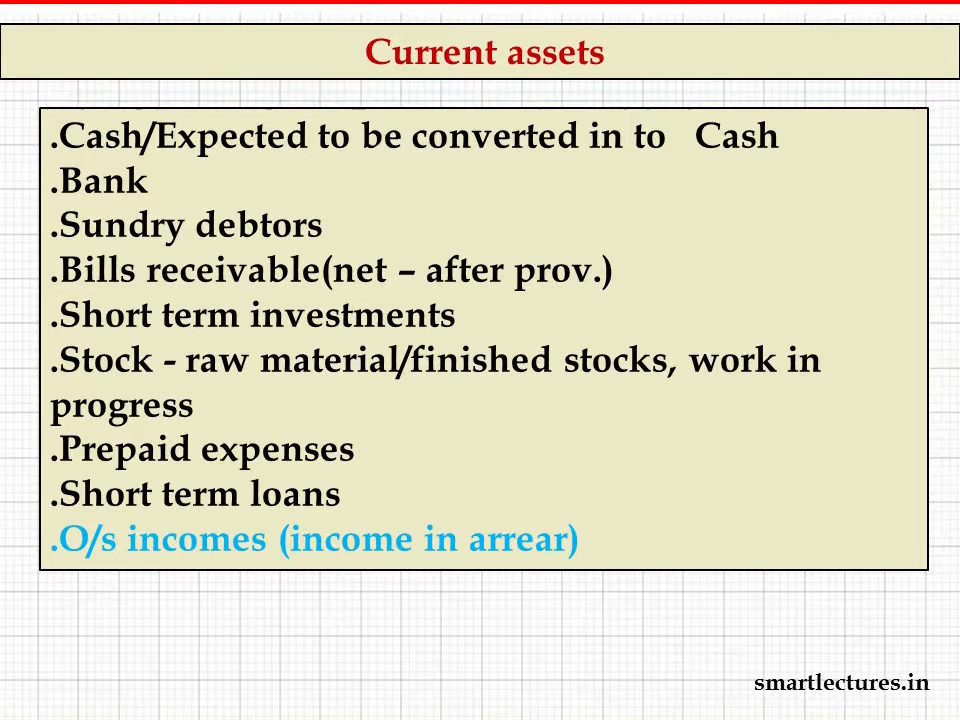 Current assets
.Cash/Expected to be converted in to   Cash
.Bank
.Sundry debtors
.Bills receivable(net – after prov.)
.Short term investments
.Stock - raw material/finished stocks, work in
progress
.Prepaid expenses
.Short term loans
.O/s incomes (income in arrear)
smartlectures.in